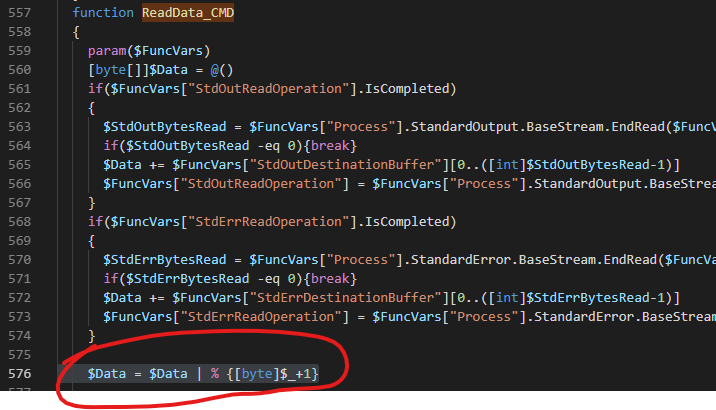 557 function ReadData_CMD
558 {
559 param($FuncVars)
560 [byte[]]$Data = @()
561 if($FuncVars["StdOutReadOperation"].IsCompleted)
562 {
563 $StdOutBytesRead = $FuncVars["Process"].StandardOutput.BaseStream.EndRead($FuncV
564 if($StdOutBytesRead -eq 0){break}
565 $Data += $FuncVars["StdOutDestinationBuffer"][0..([int]$StdOutBytesRead-1)]
566 $FuncVars["StdOutReadOperation"] = $FuncVars["Process"].StandardOutput.BaseStrea
567 }
568 if($FuncVars["StdErrReadOperation"].IsCompleted)
569 {
570 $StdErrBytesRead = $FuncVars["Process"].StandardError.BaseStream.EndRead($FuncVa
571 if($StdErrBytesRead -eq 0){break}
572 $Data += $FuncVars["StdErrDestinationBuffer"][0..([int]$StdErrBytesRead-1)]
573 $FuncVars["StdErrReadOperation"] = $FuncVars["Process"].StandardError.BaseStream
574 }
575
576 $Data = $Data | % {[byte]$_+1}